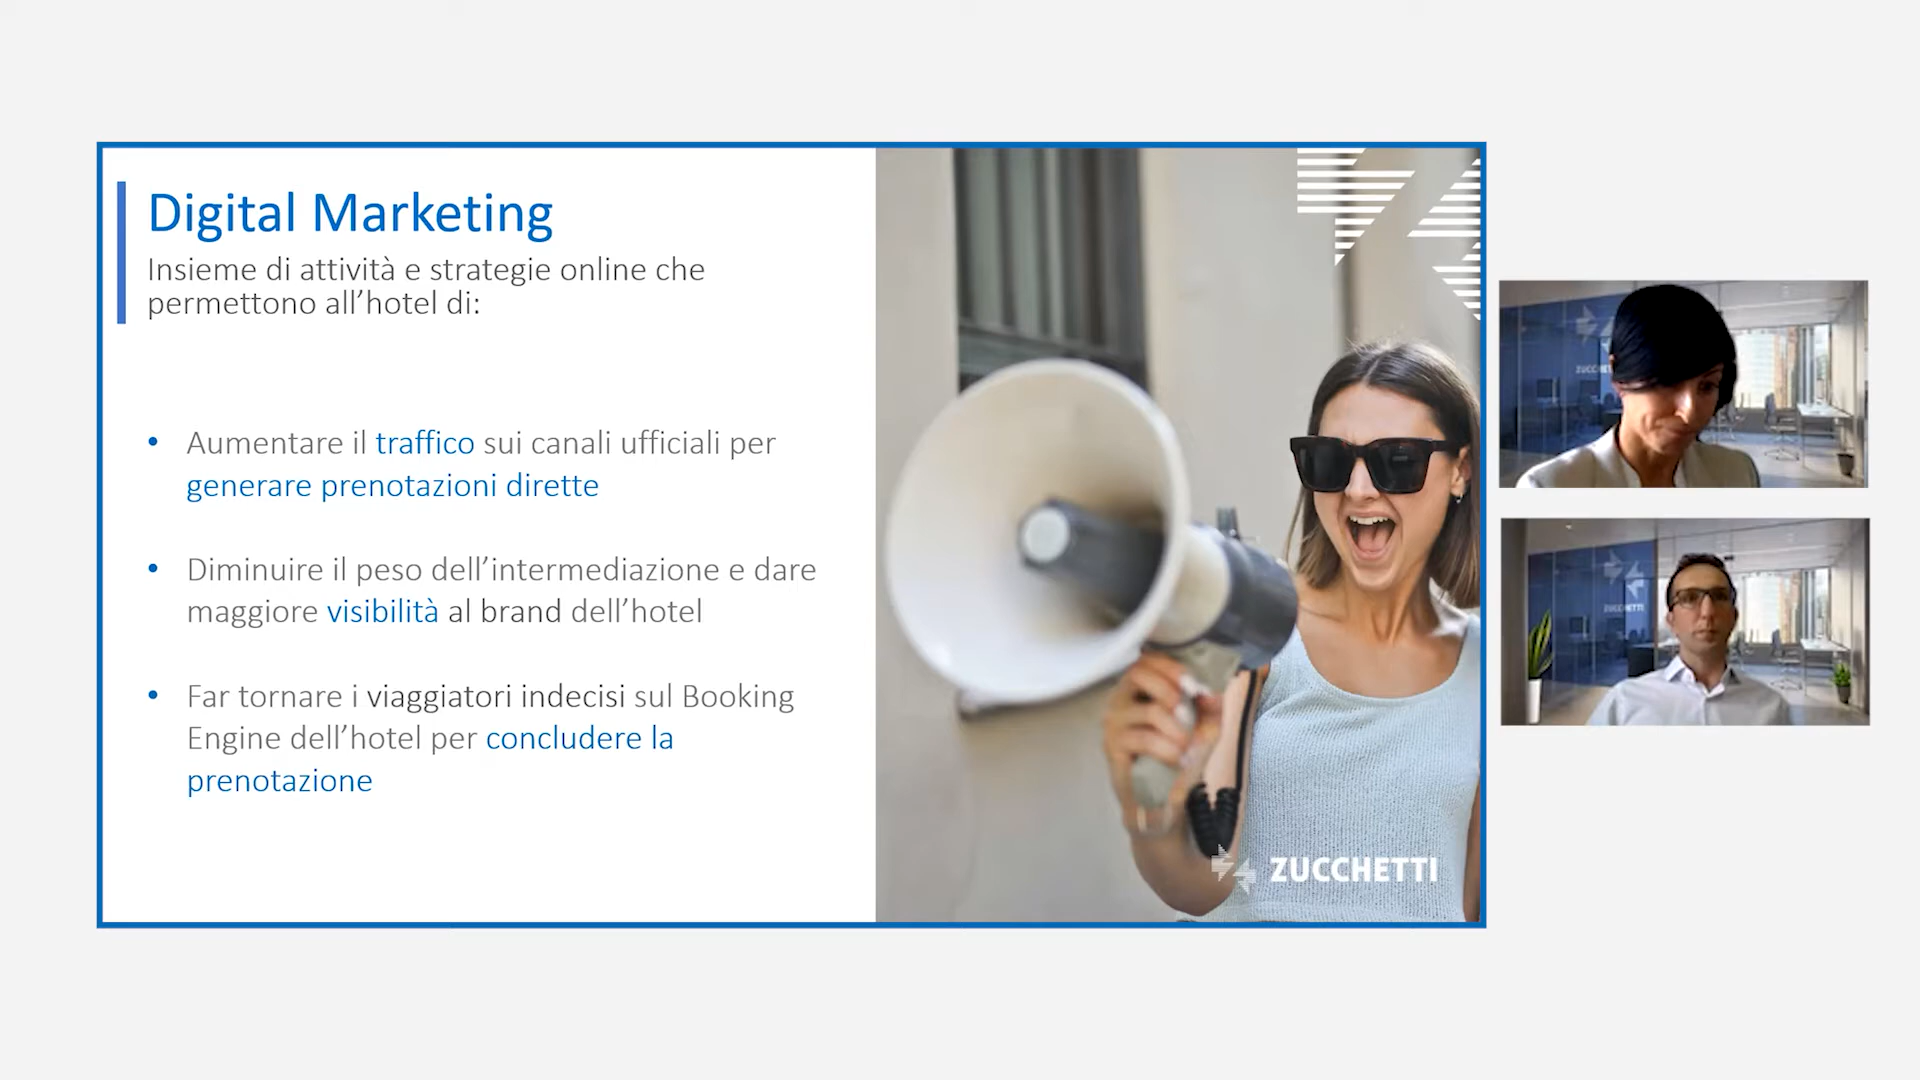 Digital Marketing
Insieme di attività e strategie online che
permettono all’hotel di:
• Aumentare il traffico sui canali ufficiali per
generare prenotazioni dirette
• Diminuire il peso dell’intermediazione e dare
maggiore visibilità al brand dell’hotel
• Far tornare i viaggiatori indecisi sul Booking
Engine dell’hotel per concludere la
prenotazione
ZUCCHETTI
ZUCCHETTI